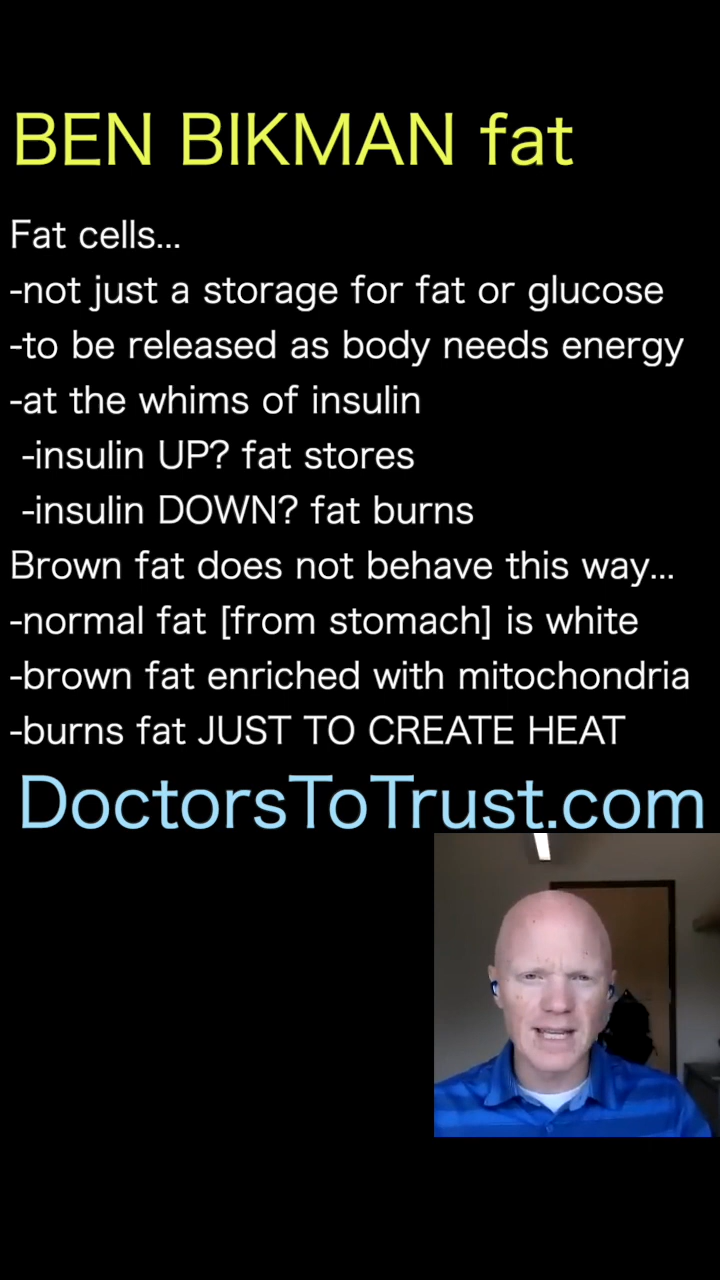 BEN BIKMAN fat
Fat cells...
-not just a storage for fat or glucose
-to be released as body needs energy
-at the whims of insulin
-insulin UP? fat stores
-insulin DOWN? fat burns
Brown fat does not behave this way...
-normal fat [from stomach] is white
-brown fat enriched with mitochondria
-burns fat JUST TO CREATE HEAT
DoctorsToTrust.com